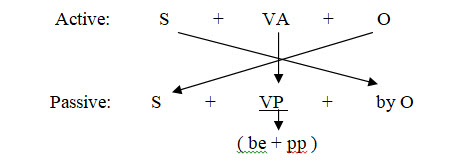 Active: S + VA + O
Passive: S + VP + by O
( be + pp )